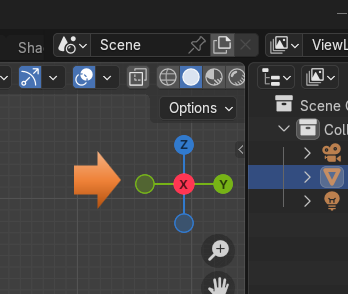 Sha
Scene
ViewL
Options
Scene C
Coll
Z
X
Y